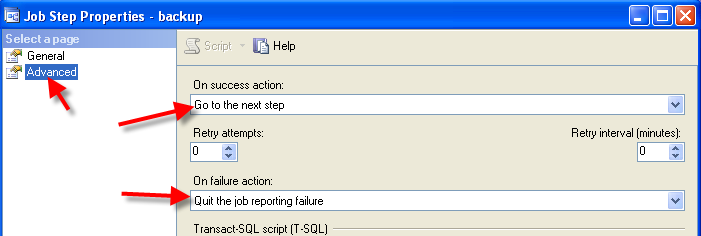 Job Step Properties - backup
Select a page
General
Advanced
Script
Help
On success action:
Go to the next step
Retry attempts:
Retry interval (minutes):
0
0
On failure action:
Quit the job reporting failure
Transact-SQL script (T-SQL)